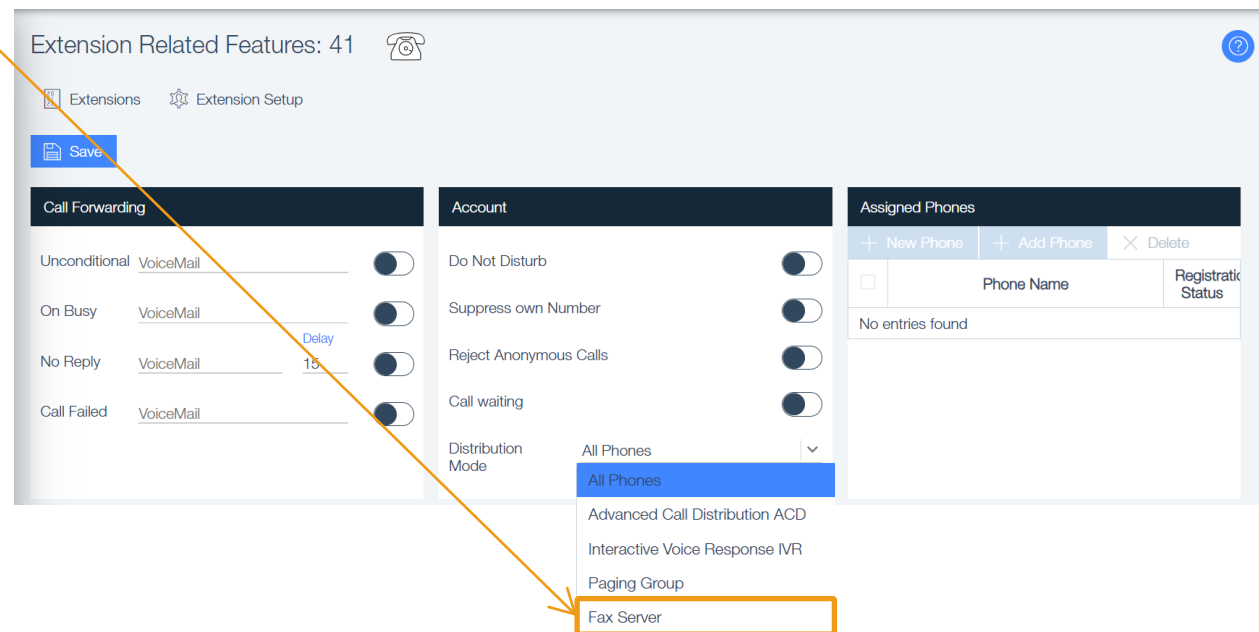 Extension Related Features: 41
?
Extensions Extension Setup
Save
Call Forwarding
Unconditional VoiceMail
On Busy VoiceMail
Delay
No Reply VoiceMail 15
Call Failed VoiceMail
Account
Do Not Disturb
Suppress own Number
Reject Anonymous Calls
Call waiting
Distribution
Mode
All Phones
All Phones
Advanced Call Distribution ACD
Interactive Voice Response IVR
Paging Group
Fax Server
Assigned Phones
New Phone Add Phone Delete
Phone Name
Registratio
Status
No entries found